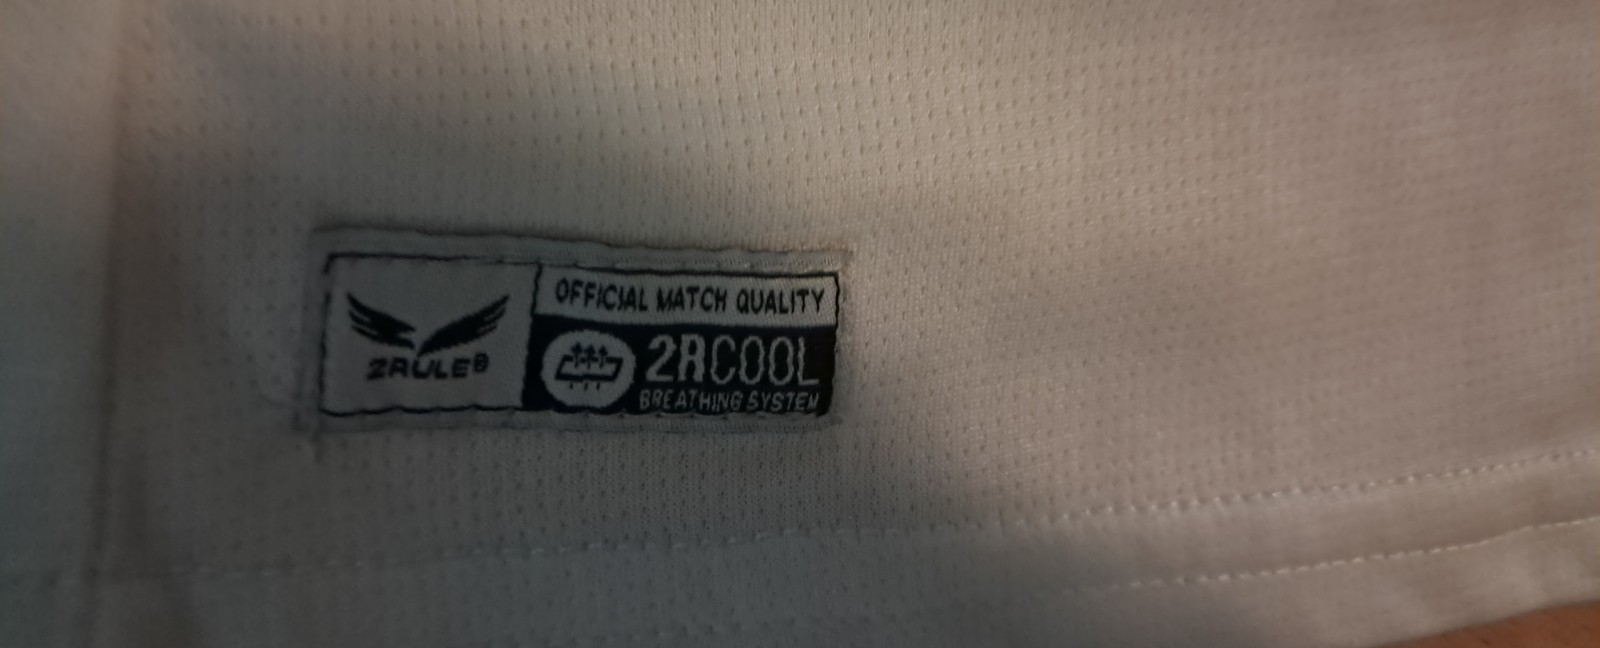 2RULE®
OFFICIAL MATCH QUALITY
2RCOOL
BREATHING SYSTEM